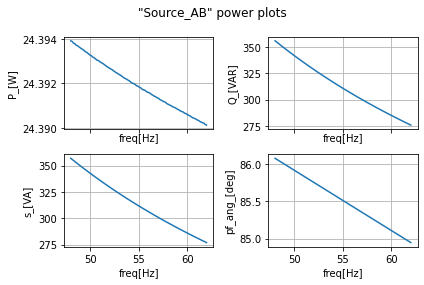 "Source_AB" power plots
24.394
24.392
24.390
P_[W]
freq[Hz]
350
325
300
275
Q_[VAR]
freq[Hz]
350
325
300
275
s_[VA]
50 55 60
freq[Hz]
86.0
85.5
85.0
pf_ang_[deg]
50 55 60
freq[Hz]